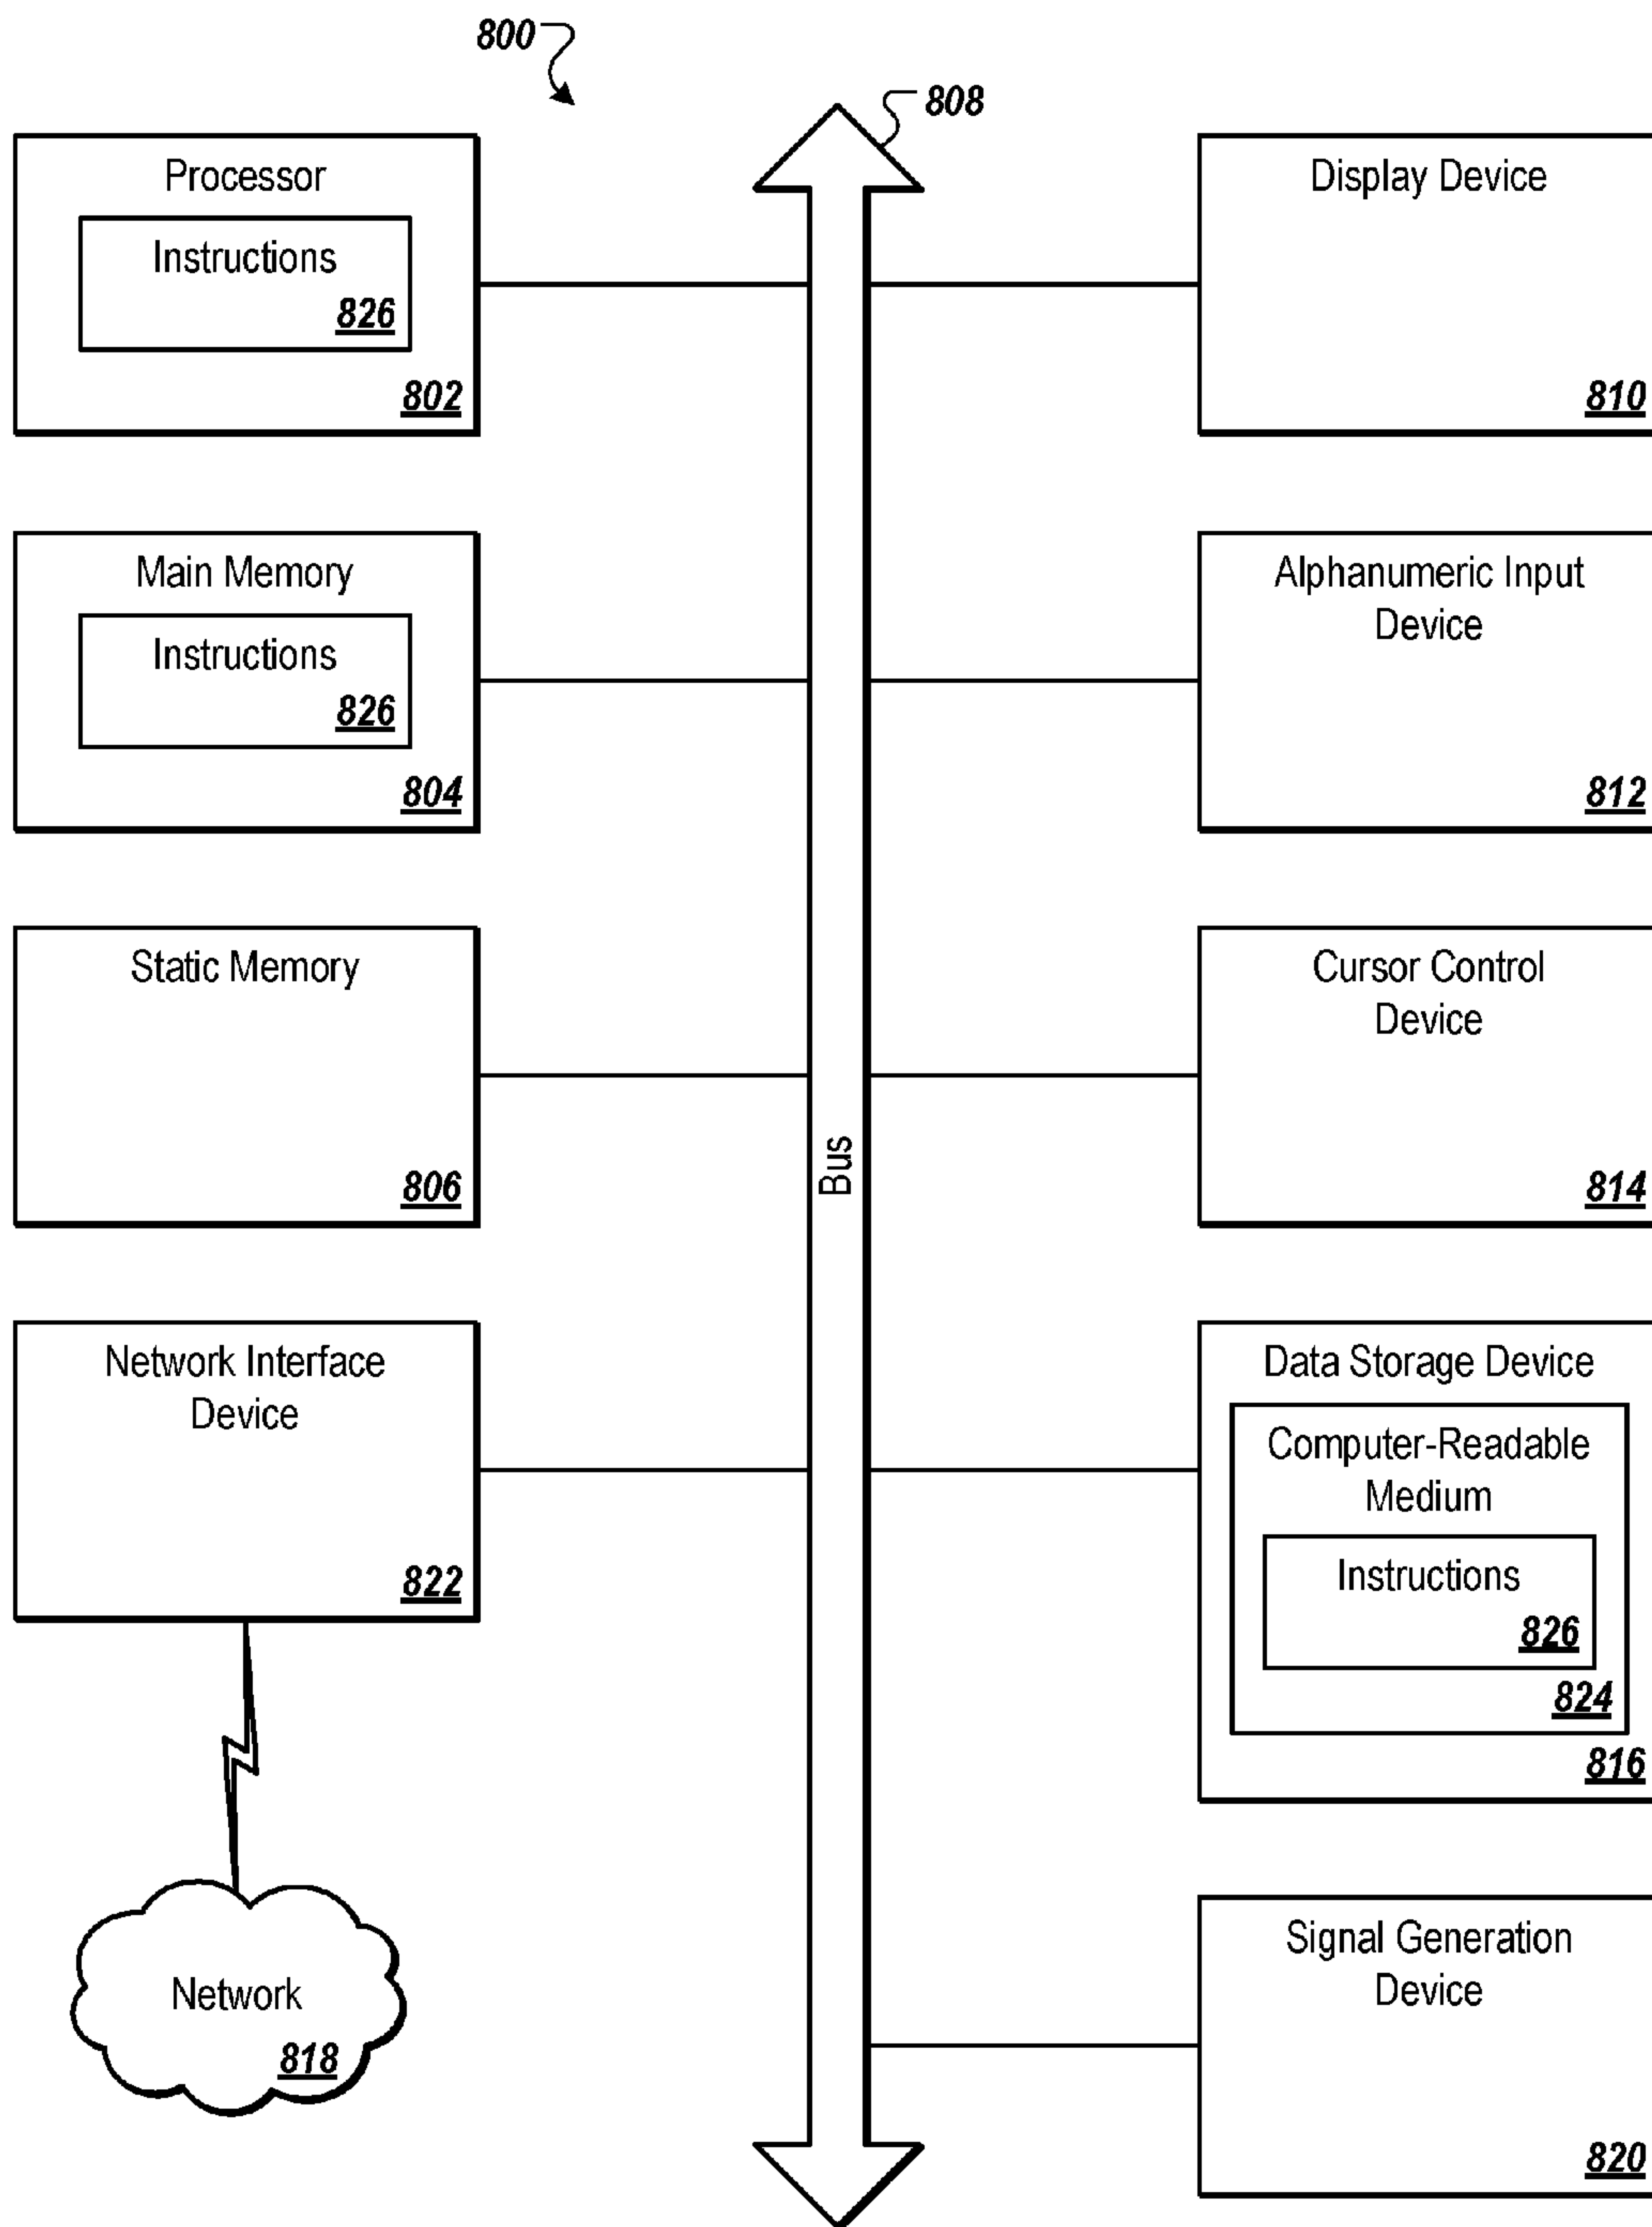 800
808
Processor
Instructions
826
802
Display Device
810
Main Memory
Instructions
826
804
Alphanumeric Input
Device
812
Static Memory
806
Cursor Control
Device
814
Bus
Network Interface
Device
822
Data Storage Device
Computer-Readable
Medium
Instructions
826
824
816
Network
818
Signal Generation
Device
820